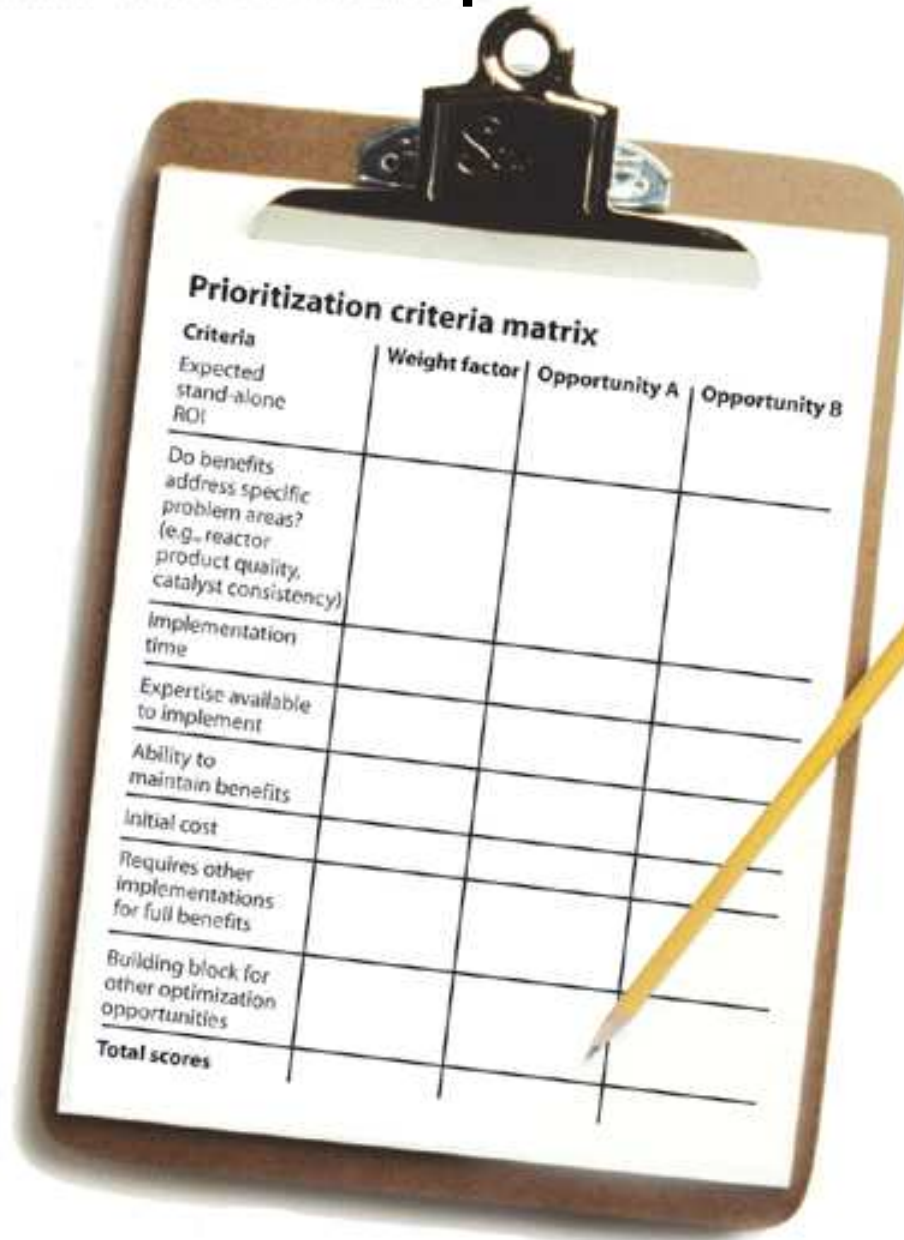 Prioritization criteria matrix
Criteria
Weight factor
Opportunity A
Opportunity B
Expected
stand-alone
ROI
Do benefits
address specific
problem areas?
(e.g., reactor
product quality,
catalyst consistency)
Implementation
time
Expertise available
to implement
Ability to
maintain benefits
Initial cost
Requires other
implementations
for full benefits
Building block for
other optimization
opportunities
Total scores